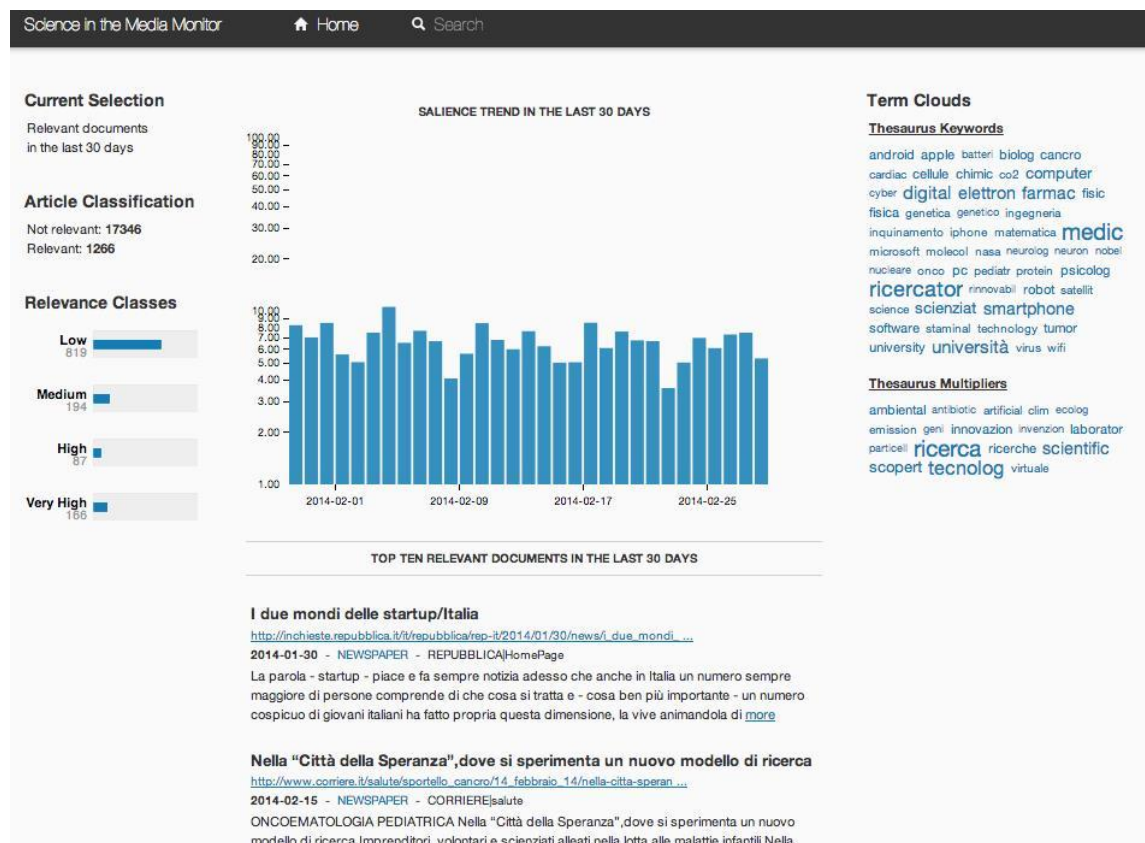 Science in the Media Monitor
Home
Search
Current Selection
Relevant documents
in the last 30 days
Article Classification
Not relevant: 17346
Relevant: 1266
Relevance Classes
Low
819
Medium
194
High
87
Very High
166
SALIENCE TREND IN THE LAST 30 DAYS
100.00
90.00
80.00
70.00
60.00
50.00
40.00
30.00
20.00
10.00
9.00
8.00
7.00
6.00
5.00
4.00
3.00
2.00
1.00
2014-02-01 2014-02-09 2014-02-17 2014-02-25
TOP TEN RELEVANT DOCUMENTS IN THE LAST 30 DAYS
I due mondi delle startup/Italia
http://inchieste.repubblica.it/it/repubblica/rep-it/2014/01/30/news/i_due_mondi_ ...
2014-01-30 - NEWSPAPER - REPUBBLICA|HomePage
La parola - startup - piace e fa sempre notizia adesso che anche in Italia un numero sempre
maggiore di persone comprende di che cosa si tratta e - cosa ben più importante - un numero
cospicuo di giovani italiani ha fatto propria questa dimensione, la vive animandola di more
Nella “Città della Speranza”,dove si sperimenta un nuovo modello di ricerca
http://www.corriere.it/salute/sportello_cancro/14_febbraio_14/nella-citta-speran ...
2014-02-15 - NEWSPAPER - CORRIERE|salute
ONCOEMATOLOGIA PEDIATRICA Nella “Città della Speranza”,dove si sperimenta un nuovo
modello di ricerca Imprenditori, volontari e scienziati alleati nella lotta alle malattie infantili Nella
Term Clouds
Thesaurus Keywords
android apple batteri biolog cancro
cardiac cellule chimic co2 computer
cyber digital elettron farmac fisic
fisica genetica genetico ingegneria
inquinamento iphone matematica medic
microsoft molecol nasa neurolog neuron nobel
nucleare onco pc pediatr protein psicolog
ricercator rinnovabil robot satellit
science scienziat smartphone
software staminal technology tumor
university università virus wifi
Thesaurus Multipliers
ambiental antibiotic artificial clim ecolog
emission geni innovazion invenzion laborator
particell ricerca ricerche scientific
scopert tecnolog virtuale